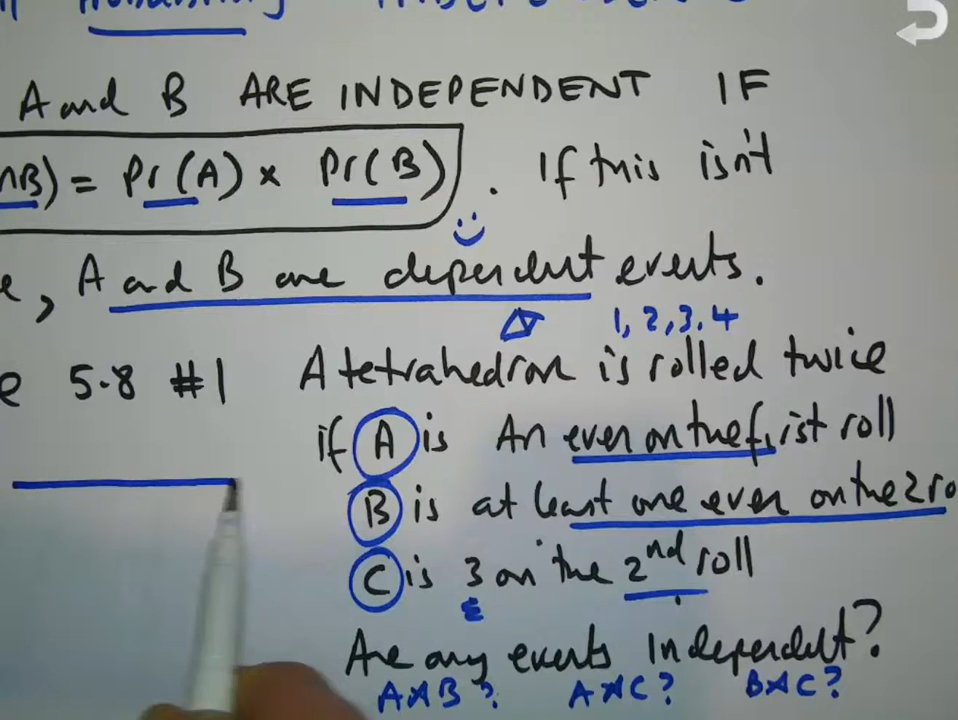 A and B ARE INDEPENDENT IF
∩B) = Pr(A) × Pr(B). If this isn't
e, A and B are dependent events.
1, 2, 3, 4
e 5.8 #1 A tetrahedron is rolled twice
if A is An even on the first roll
B is at least one even on the 2 ro
C is 3 on the 2nd roll
Are any events independent?
A & B? A & C? B & C?